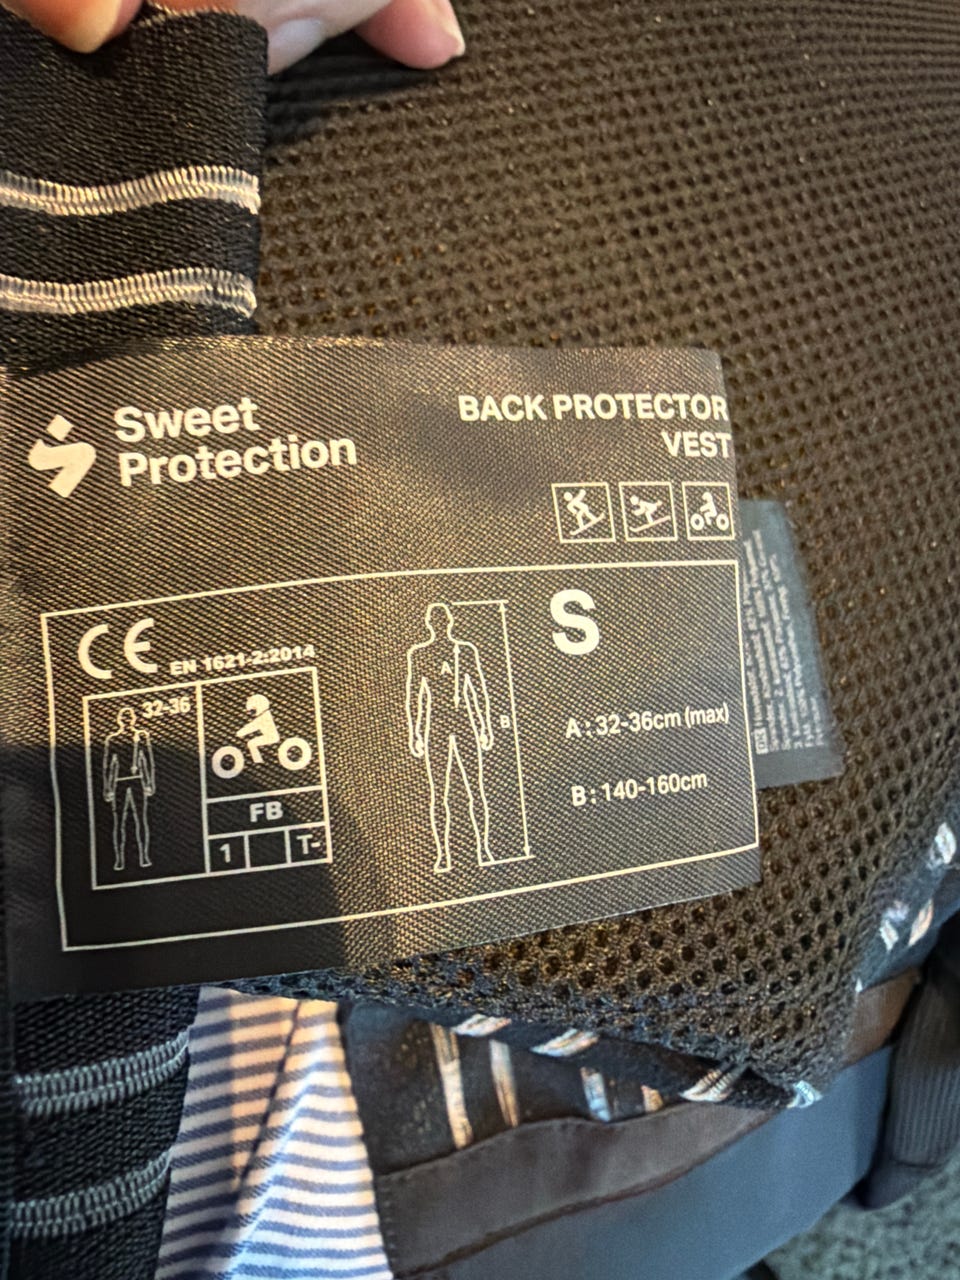 Sweet
Protection
BACK PROTECTOR
VEST
CE
EN 1621-2:2014
32-36
FB
1
T-
A
B
S
A : 32-36cm (max)
B : 140-160cm